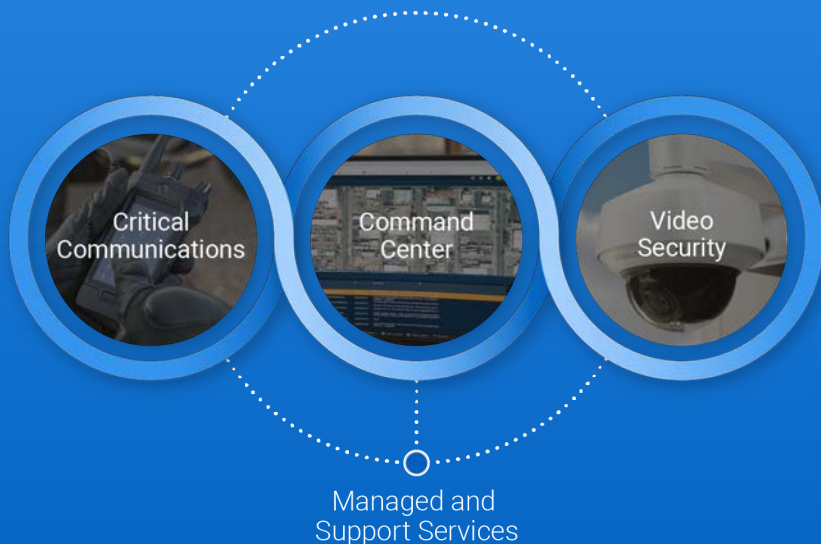 Critical
Communications
Command
Center
Video
Security
Managed and
Support Services